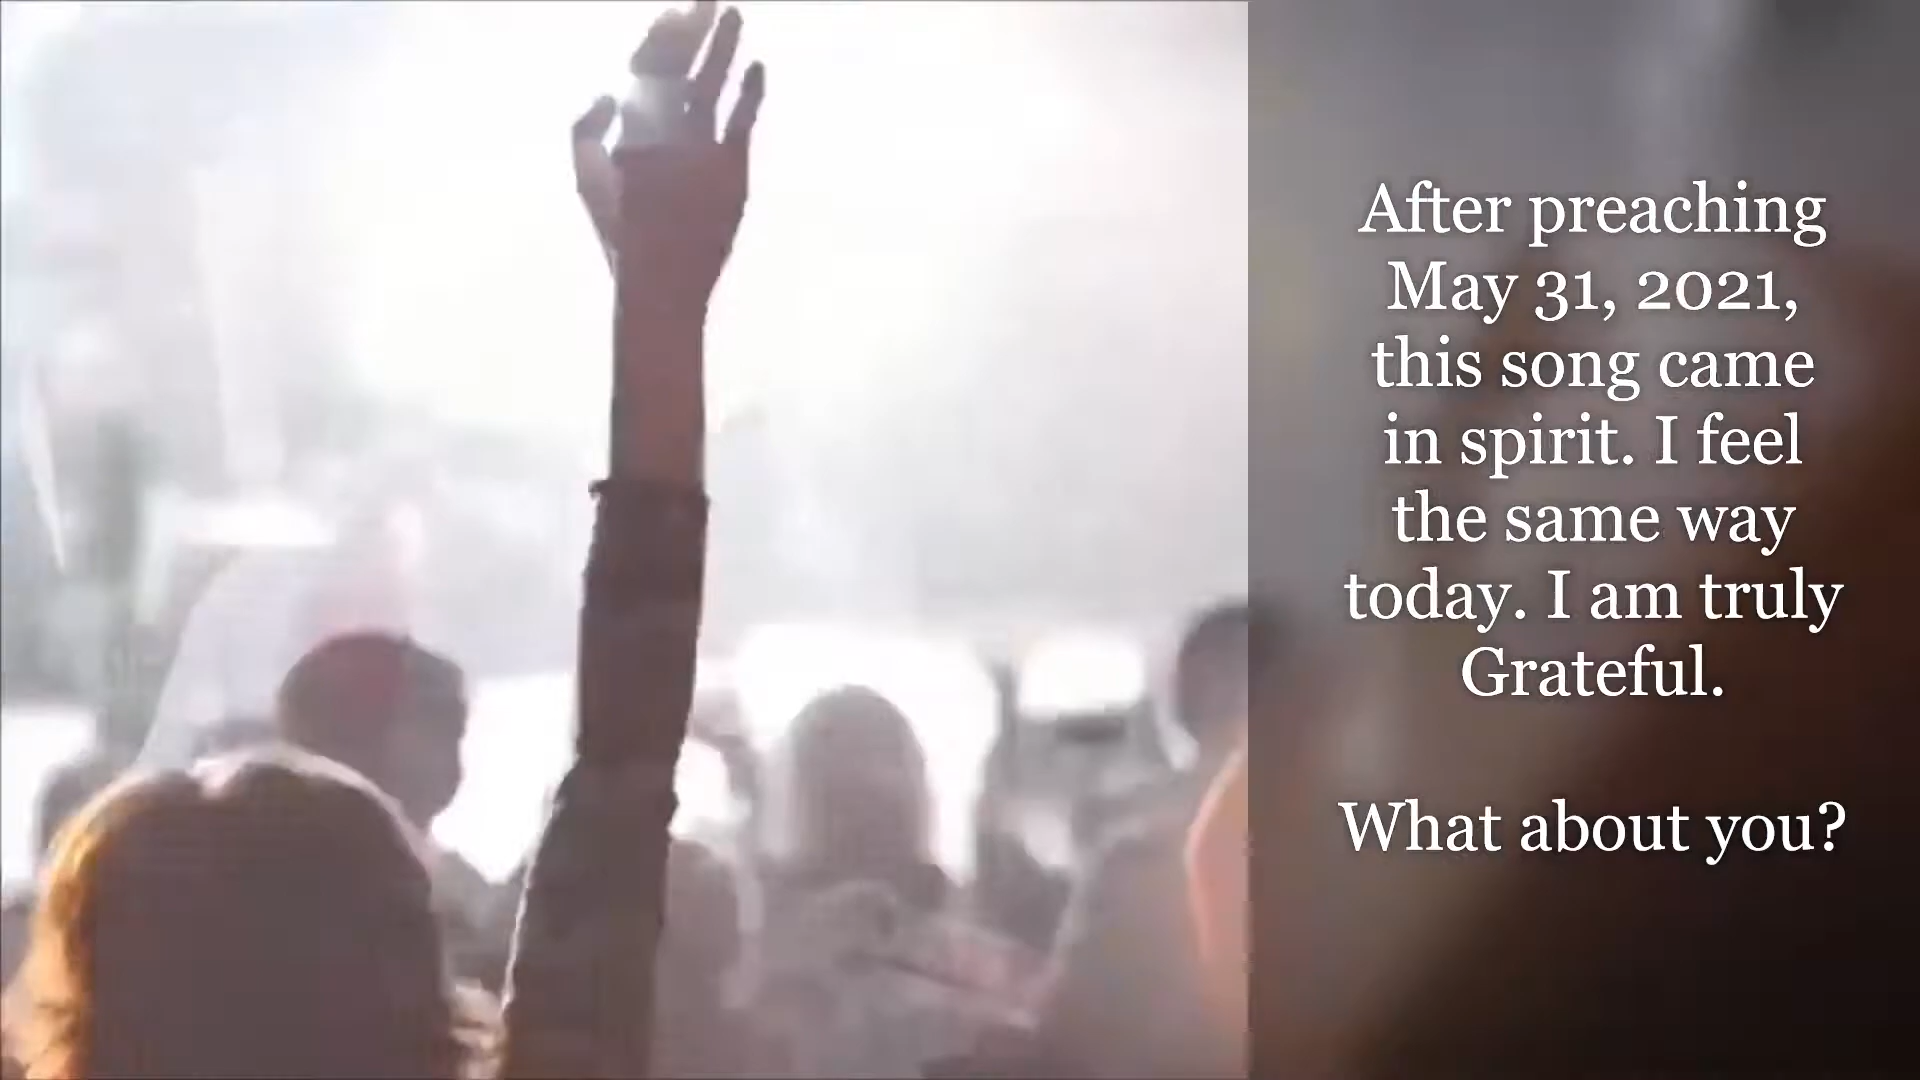 After preaching
May 31, 2021,
this song came
in spirit. I feel
the same way
today. I am truly
Grateful.
What about you?